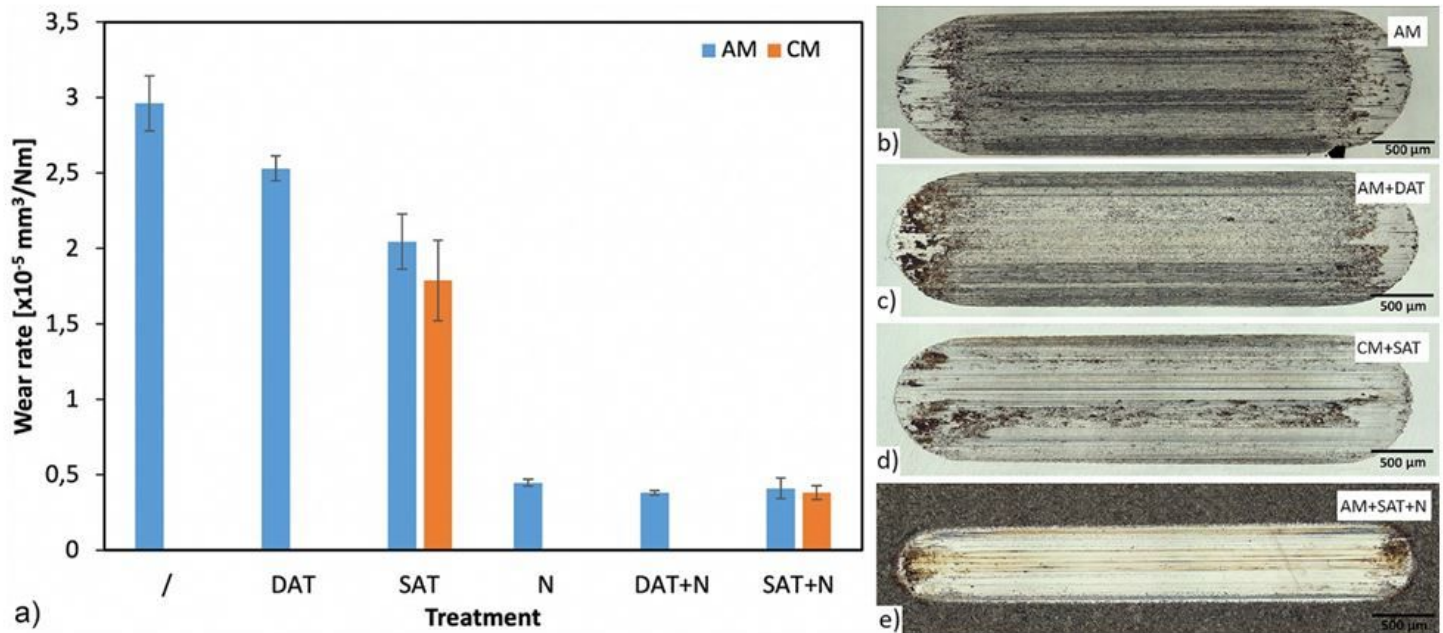 3,5
3
2,5
2
1,5
1
0,5
0
Wear rate [x10⁻⁵ mm³/Nm]
AM CM
/ DAT SAT N DAT+N SAT+N
Treatment
a)
AM
b)
500 µm
AM+DAT
c)
500 µm
CM+SAT
d)
500 µm
AM+SAT+N
e)
500 µm